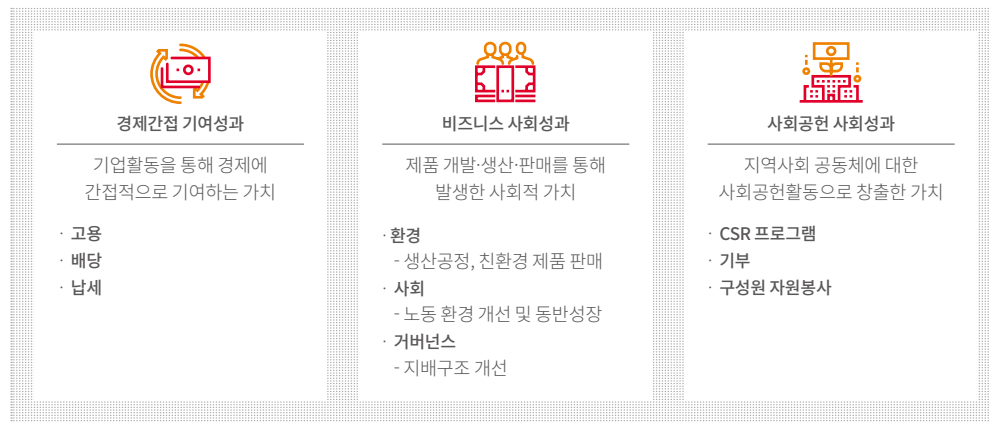 경제간접 기여성과
기업활동을 통해 경제에
간접적으로 기여하는 가치
· 고용
· 배당
· 납세
비즈니스 사회성과
제품 개발·생산·판매를 통해
발생한 사회적 가치
· 환경
- 생산공정, 친환경 제품 판매
· 사회
- 노동 환경 개선 및 동반성장
· 거버넌스
- 지배구조 개선
사회공헌 사회성과
지역사회 공동체에 대한
사회공헌활동으로 창출한 가치
· CSR 프로그램
· 기부
· 구성원 자원봉사